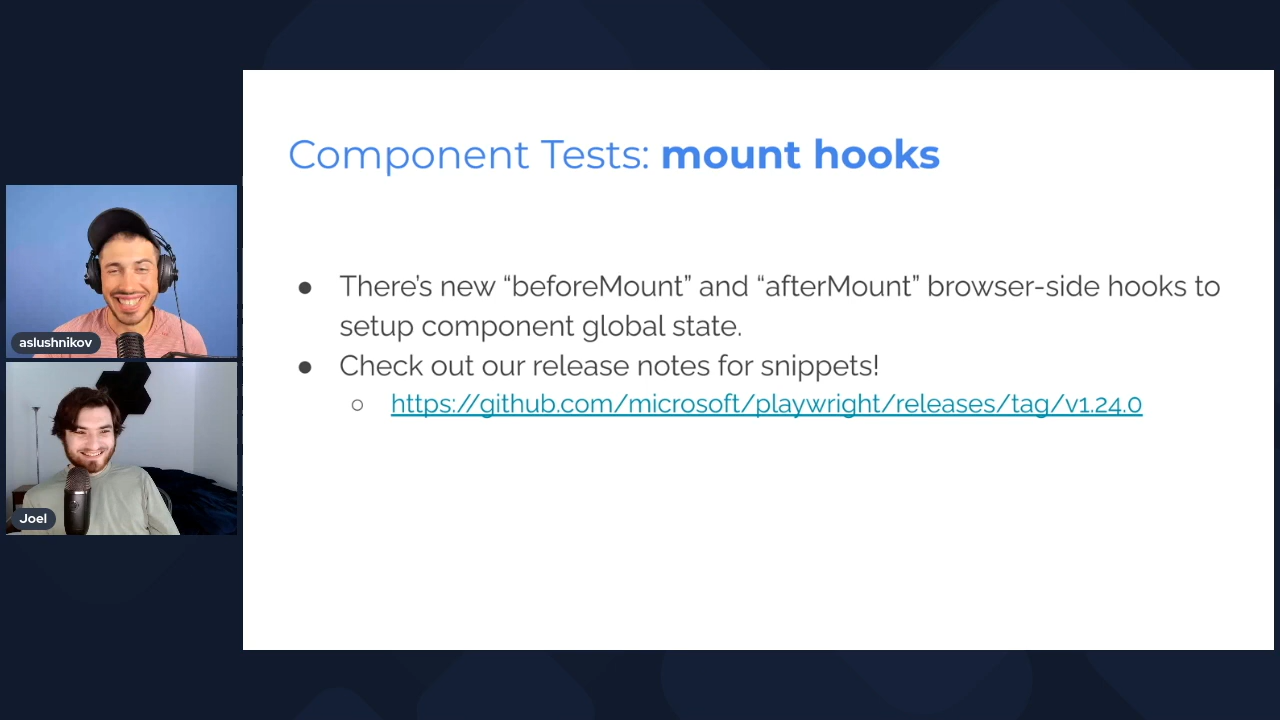 Component Tests: mount hooks
● There’s new “beforeMount” and “afterMount” browser-side hooks to
setup component global state.
● Check out our release notes for snippets!
○ https://github.com/microsoft/playwright/releases/tag/v1.24.0
aslushnikov
Joel